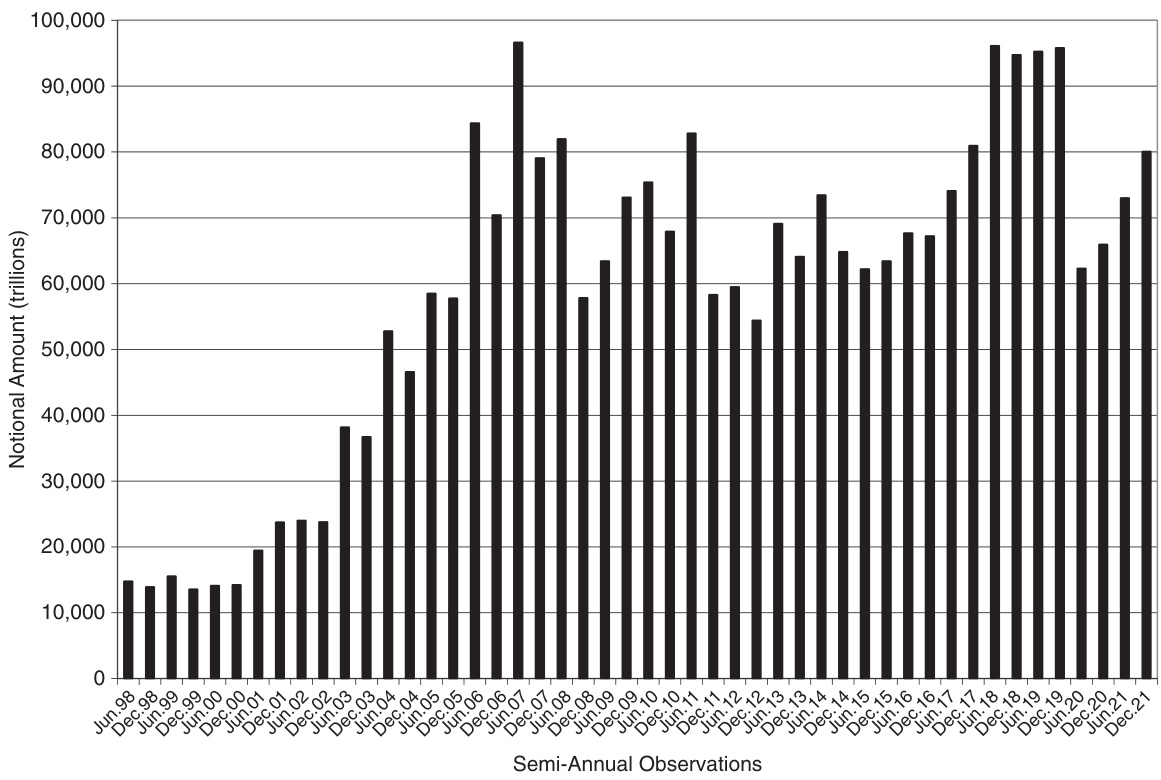 Notional Amount (trillions)
100,000
90,000
80,000
70,000
60,000
50,000
40,000
30,000
20,000
10,000
0
Jun.98
Dec.98
Jun.99
Dec.99
Jun.00
Dec.00
Jun.01
Dec.01
Jun.02
Dec.02
Jun.03
Dec.03
Jun.04
Dec.04
Jun.05
Dec.05
Jun.06
Dec.06
Jun.07
Dec.07
Jun.08
Dec.08
Jun.09
Dec.09
Jun.10
Dec.10
Jun.11
Dec.11
Jun.12
Dec.12
Jun.13
Dec.13
Jun.14
Dec.14
Jun.15
Dec.15
Jun.16
Dec.16
Jun.17
Dec.17
Jun.18
Dec.18
Jun.19
Dec.19
Jun.20
Dec.20
Jun.21
Dec.21
Semi-Annual Observations